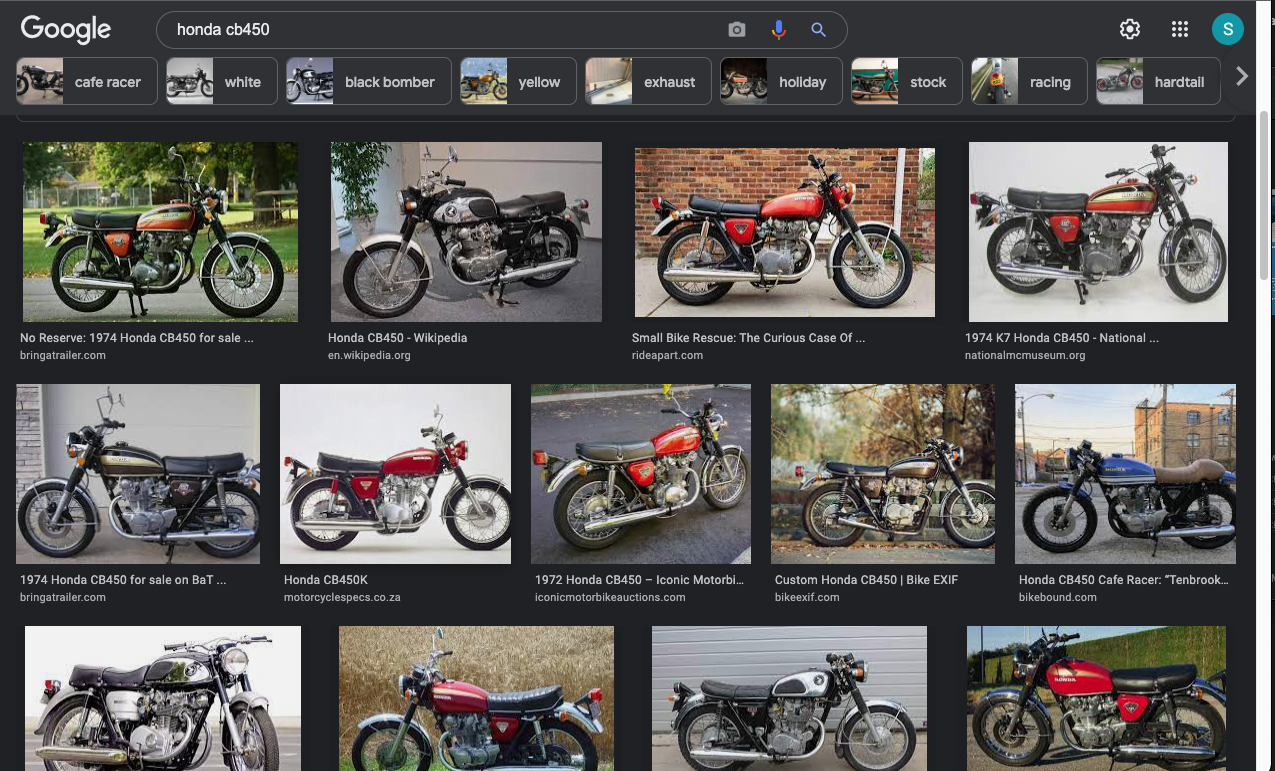 Google
honda cb450
S
cafe racer
white
black bomber
yellow
exhaust
holiday
stock
racing
hardtail
No Reserve: 1974 Honda CB450 for sale ...
bringatrailer.com
Honda CB450 - Wikipedia
en.wikipedia.org
Small Bike Rescue: The Curious Case Of ...
rideapart.com
1974 K7 Honda CB450 - National ...
nationalmcmuseum.org
1974 Honda CB450 for sale on BaT ...
bringatrailer.com
Honda CB450K
motorcyclespecs.co.za
1972 Honda CB450 – Iconic Motorbi...
iconicmotorbikeauctions.com
Custom Honda CB450 | Bike EXIF
bikeexif.com
Honda CB450 Cafe Racer: “Tenbrook...
bikebound.com
HONDA